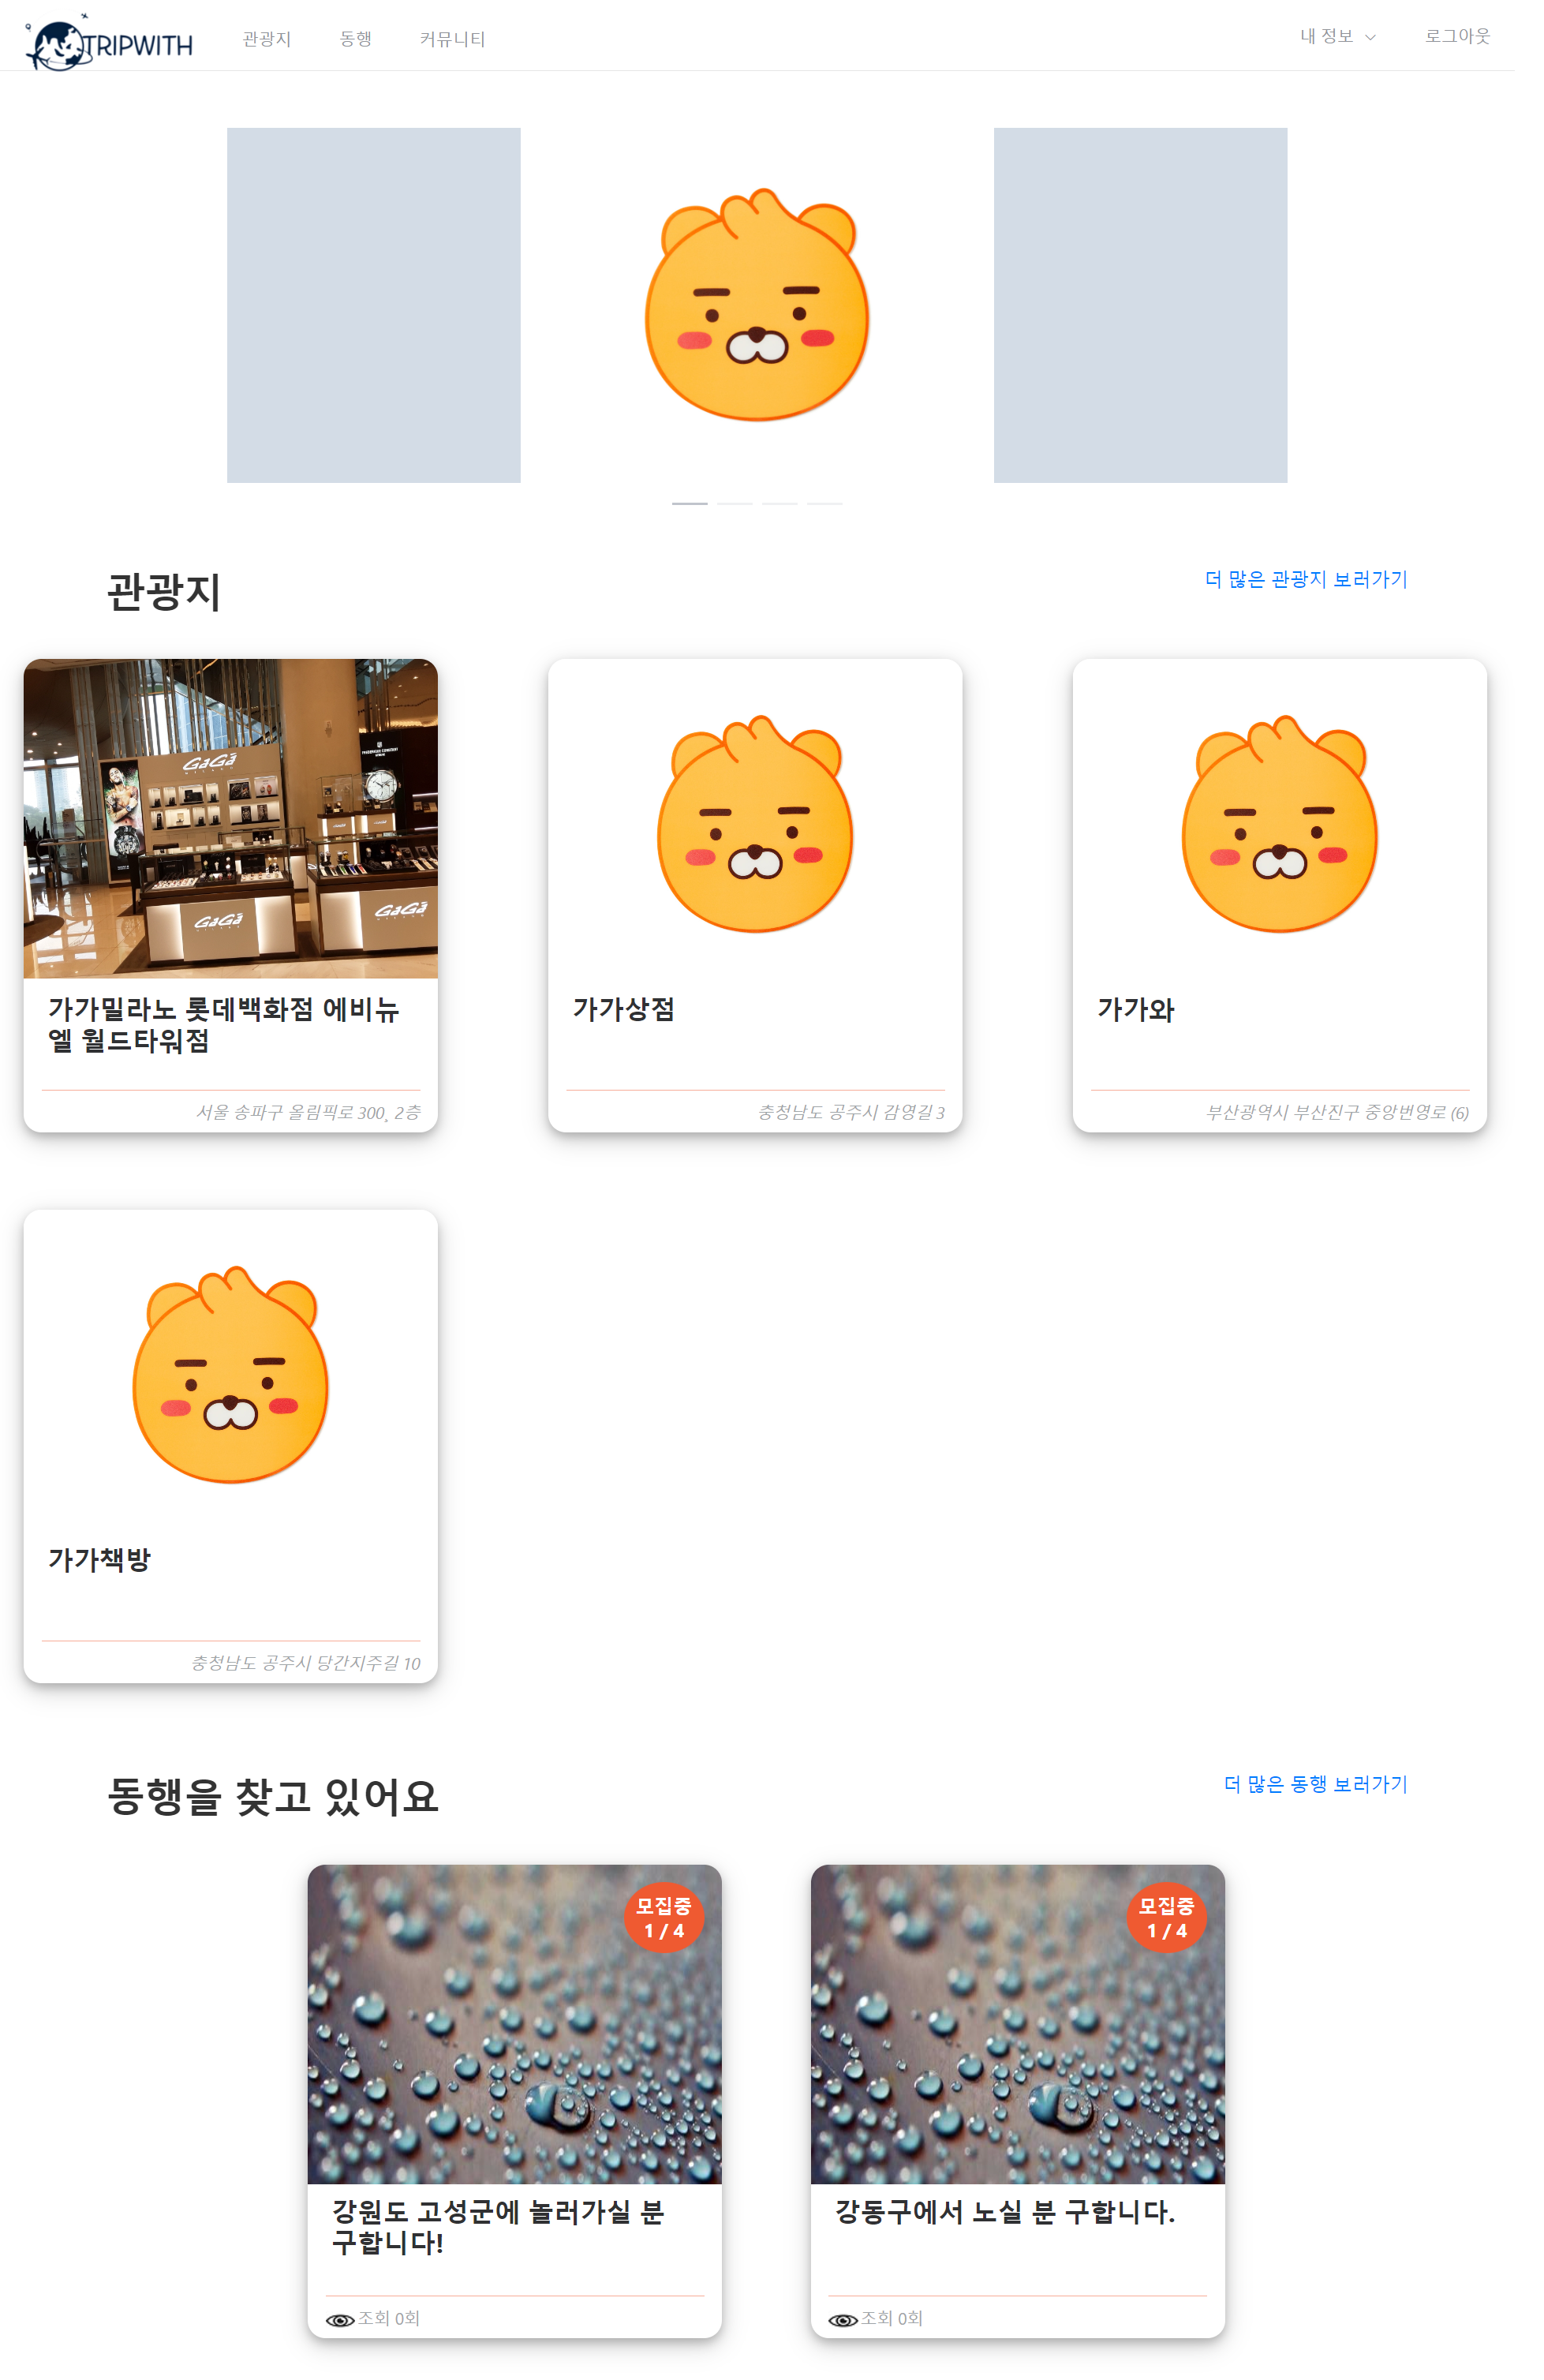 TRIPWITH
관광지
동행
커뮤니티
내 정보
로그아웃
관광지
더 많은 관광지 보러가기
GaGà
MILANO
GaGà
GaGà
가가밀라노 롯데백화점 에비뉴
엘 월드타워점
서울 송파구 올림픽로 300¸ 2층
가가상점
충청남도 공주시 감영길 3
가가와
부산광역시 부산진구 중앙번영로 (6)
가가책방
충청남도 공주시 당간지주길 10
동행을 찾고 있어요
더 많은 동행 보러가기
모집중
1 / 4
강원도 고성군에 놀러가실 분
구합니다!
조회 0회
모집중
1 / 4
강동구에서 노실 분 구합니다.
조회 0회